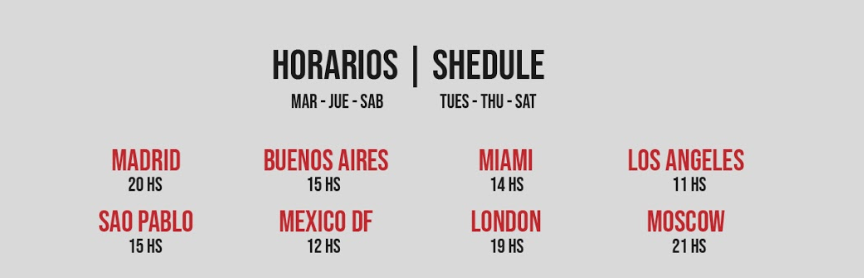 HORARIOS | SHEDULE
MAR - JUE - SAB TUES - THU - SAT
MADRID BUENOS AIRES MIAMI LOS ANGELES
20 HS 15 HS 14 HS 11 HS
SAO PABLO MEXICO DF LONDON MOSCOW
15 HS 12 HS 19 HS 21 HS